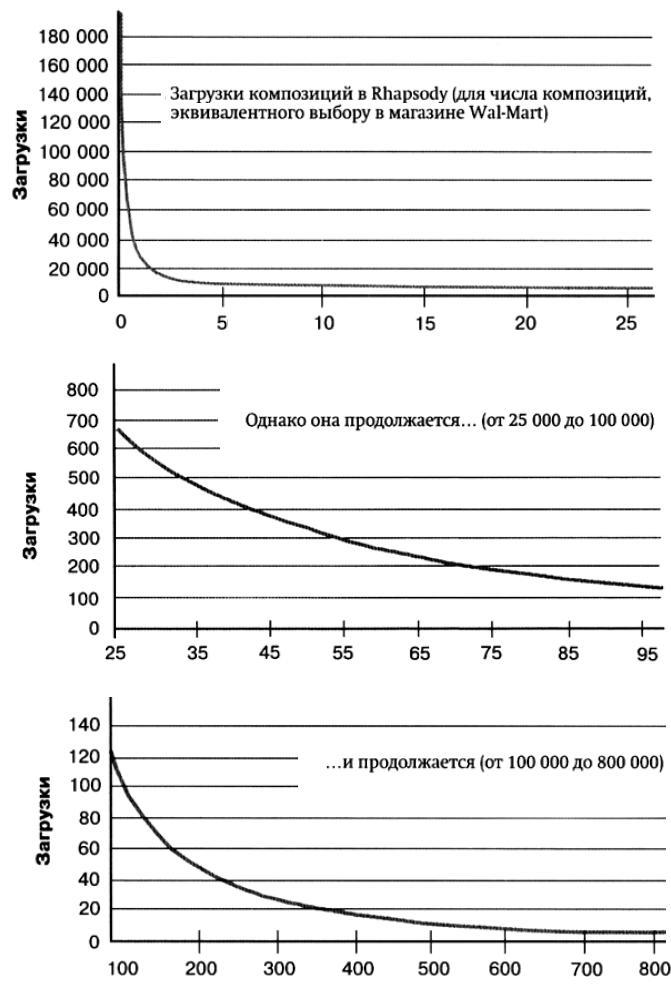 Загрузки
180 000
160 000
140 000
120 000
100 000
80 000
60 000
40 000
20 000
0
Загрузки композиций в Rhapsody (для числа композиций,
эквивалентного выбору в магазине Wal-Mart)
0 5 10 15 20 25
Загрузки
800
700
600
500
400
300
200
100
0
Однако она продолжается... (от 25 000 до 100 000)
25 35 45 55 65 75 85 95
Загрузки
140
120
100
80
60
40
20
0
...и продолжается (от 100 000 до 800 000)
100 200 300 400 500 600 700 800